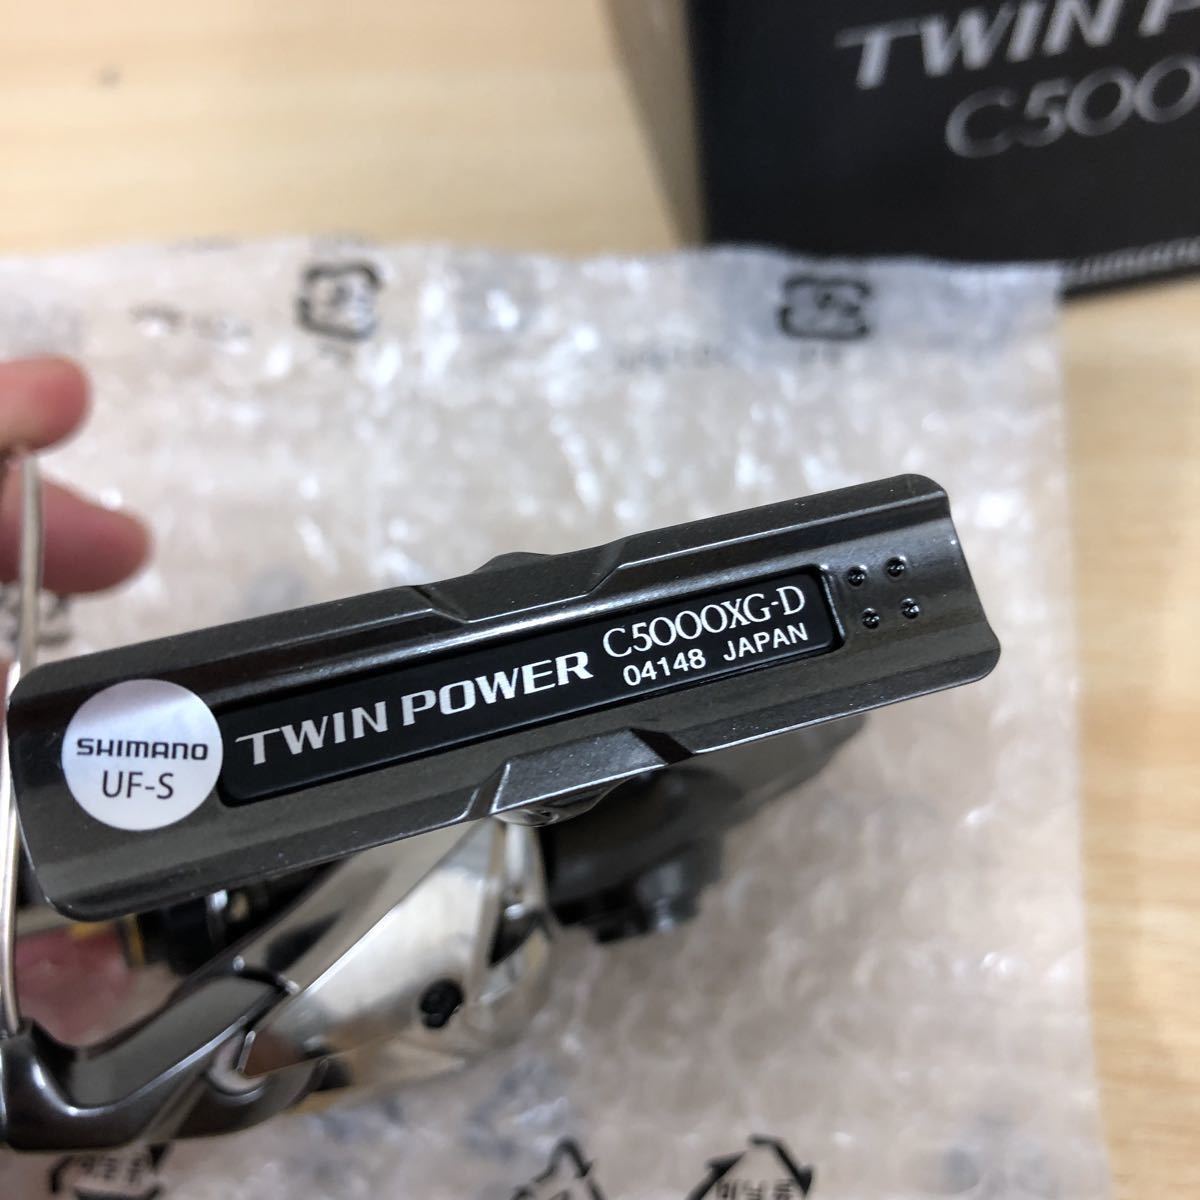 TWIN P
C5000
SHIMANO
UF-S
TWIN POWER C5000XG-D
04148 JAPAN